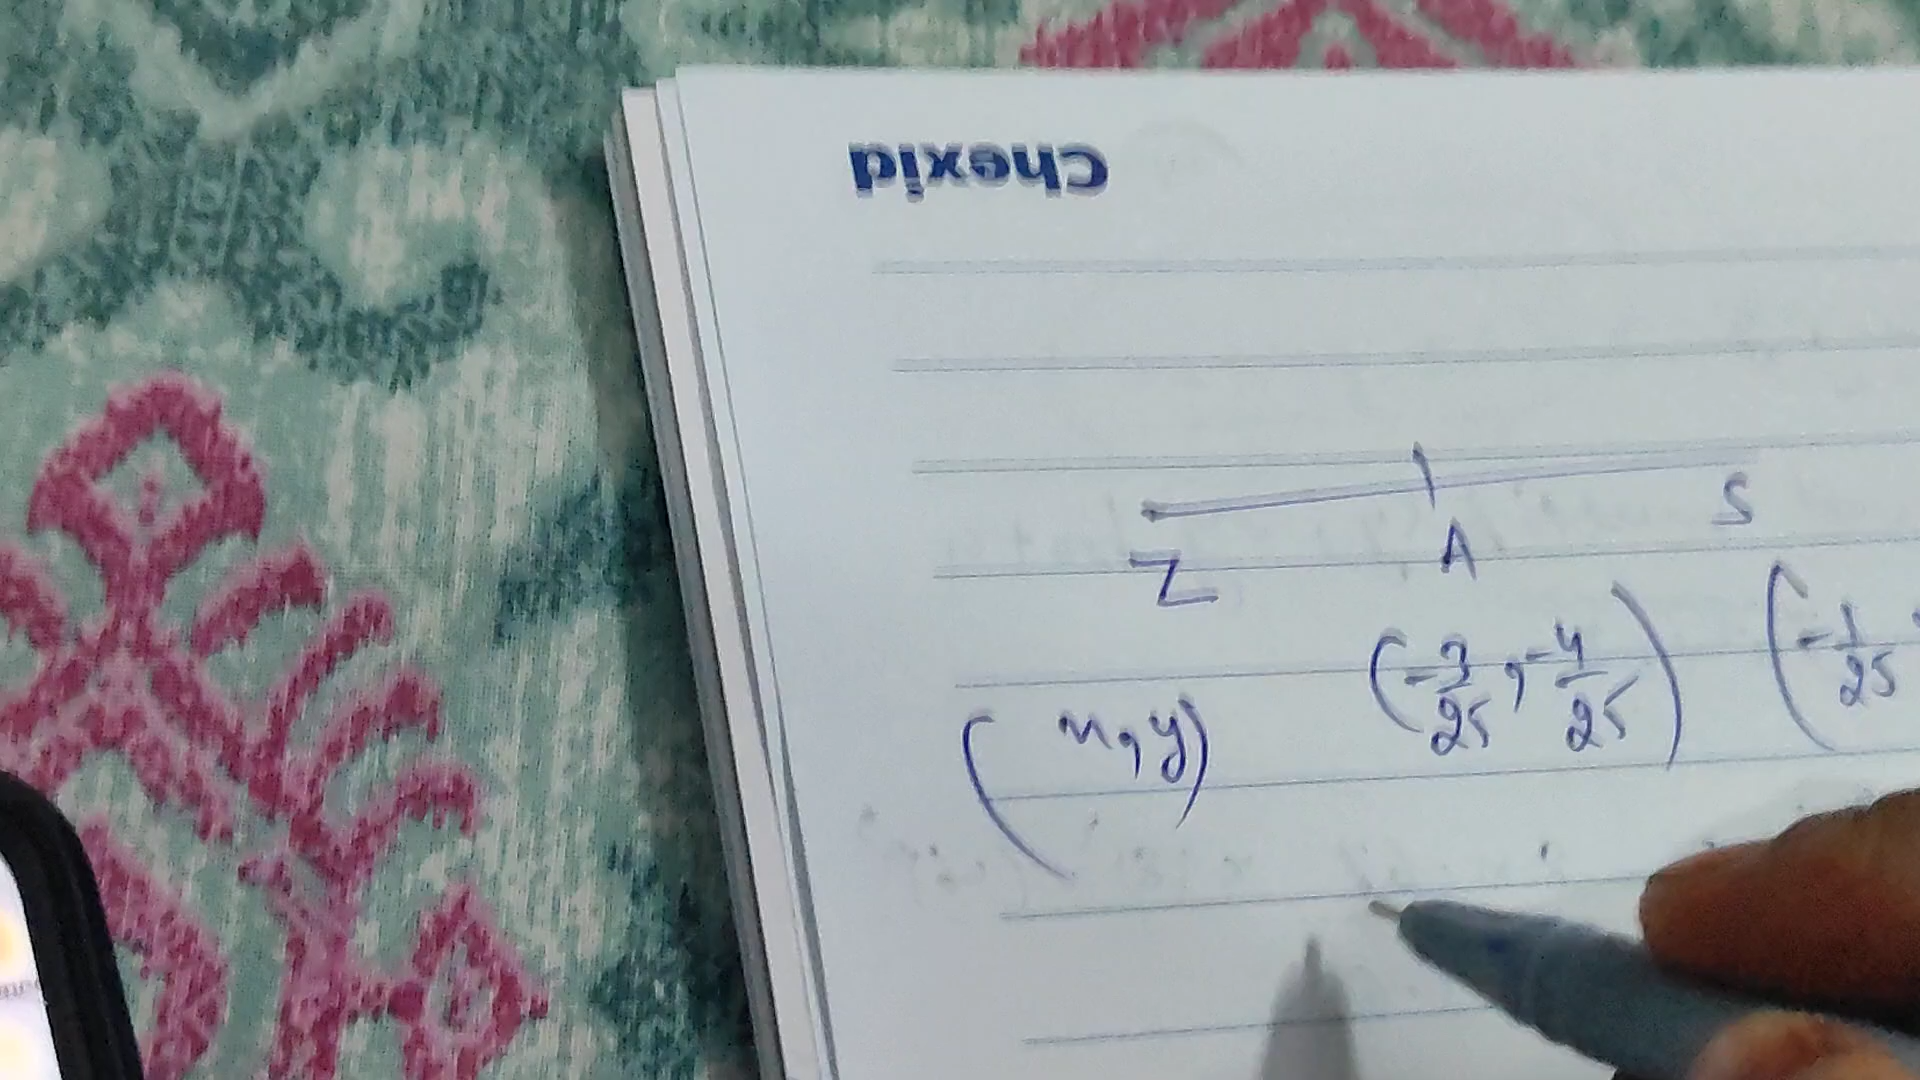 Chexid
Z A S
(x, y) (-3/25, -4/25) (-1/25